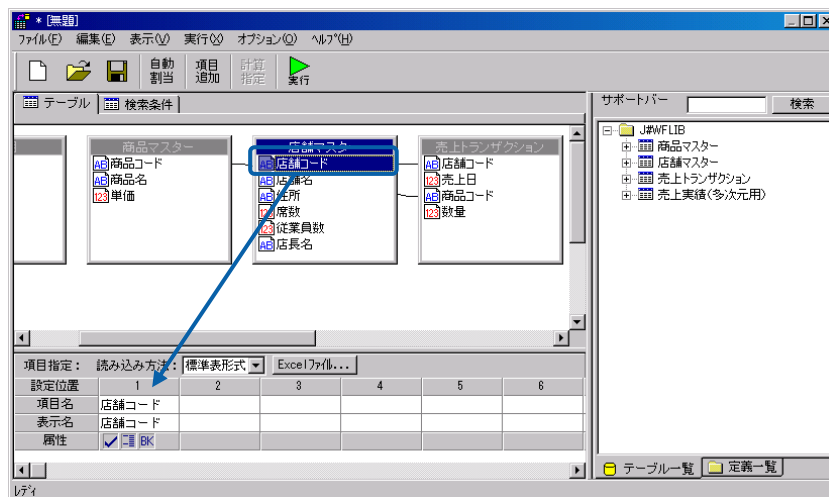 * [無題]
ファイル(F) 編集(E) 表示(V) 実行(X) オプション(O) ヘルプ(H)
自動割当 項目追加 計算指定 実行
テーブル 検索条件
サポートバー 検索
商品マスター
商品コード
商品名
単価
店舗マスタ
店舗コード
店舗名
住所
席数
従業員数
店長名
売上トランザクション
店舗コード
売上日
商品コード
数量
J#WFLIB
商品マスター
店舗マスター
売上トランザクション
売上実績(多次元用)
項目指定: 読み込み方法: 標準表形式 Excelファイル...
設定位置 1 2 3 4 5 6
項目名 店舗コード
表示名 店舗コード
属性 BK
テーブル一覧 定義一覧
レディ